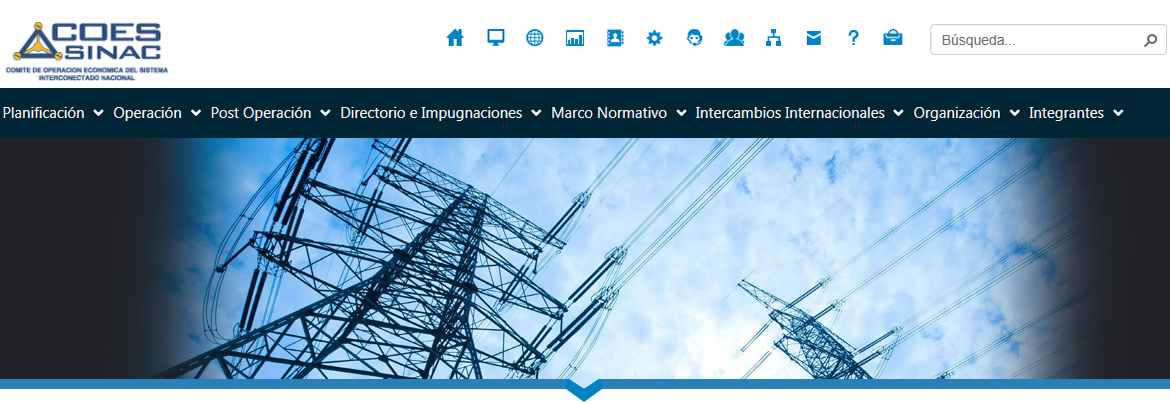 COES
SINAC
COMITE DE OPERACION ECONOMICA DEL SISTEMA
INTERCONECTADO NACIONAL
Búsqueda...
Planificación Operación Post Operación Directorio e Impugnaciones Marco Normativo Intercambios Internacionales Organización Integrantes